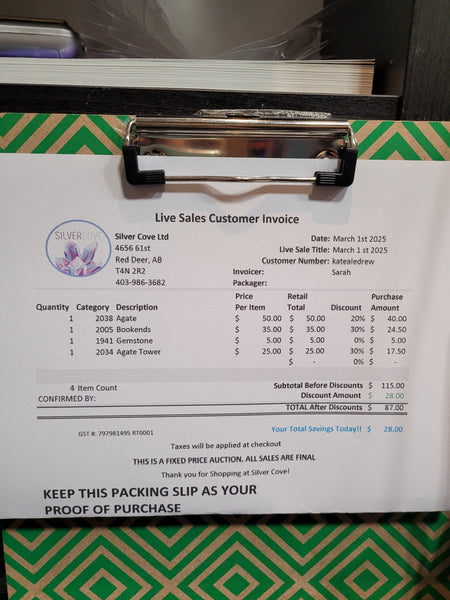 Live Sales Customer Invoice
SILVERCOVE
Silver Cove Ltd
4656 61st
Red Deer, AB
T4N 2R2
403-986-3682
Date: March 1st 2025
Live Sale Title: March 1 st 2025
Customer Number: katealedrew
Invoicer: Sarah
Packager:
Quantity Category Description Price Per Item Retail Total Discount Purchase Amount
1 2038 Agate $ 50.00 $ 50.00 20% $ 40.00
1 2005 Bookends $ 35.00 $ 35.00 30% $ 24.50
1 1941 Gemstone $ 5.00 $ 5.00 0% $ 5.00
1 2034 Agate Tower $ 25.00 $ 25.00 30% $ 17.50
$ - 0% $ -
4 Item Count Subtotal Before Discounts $ 115.00
CONFIRMED BY: Discount Amount $ 28.00
TOTAL After Discounts $ 87.00
GST #: 797981495 RT0001 Your Total Savings Today!! $ 28.00
Taxes will be applied at checkout
THIS IS A FIXED PRICE AUCTION, ALL SALES ARE FINAL
Thank you for Shopping at Silver Cove!
KEEP THIS PACKING SLIP AS YOUR
PROOF OF PURCHASE